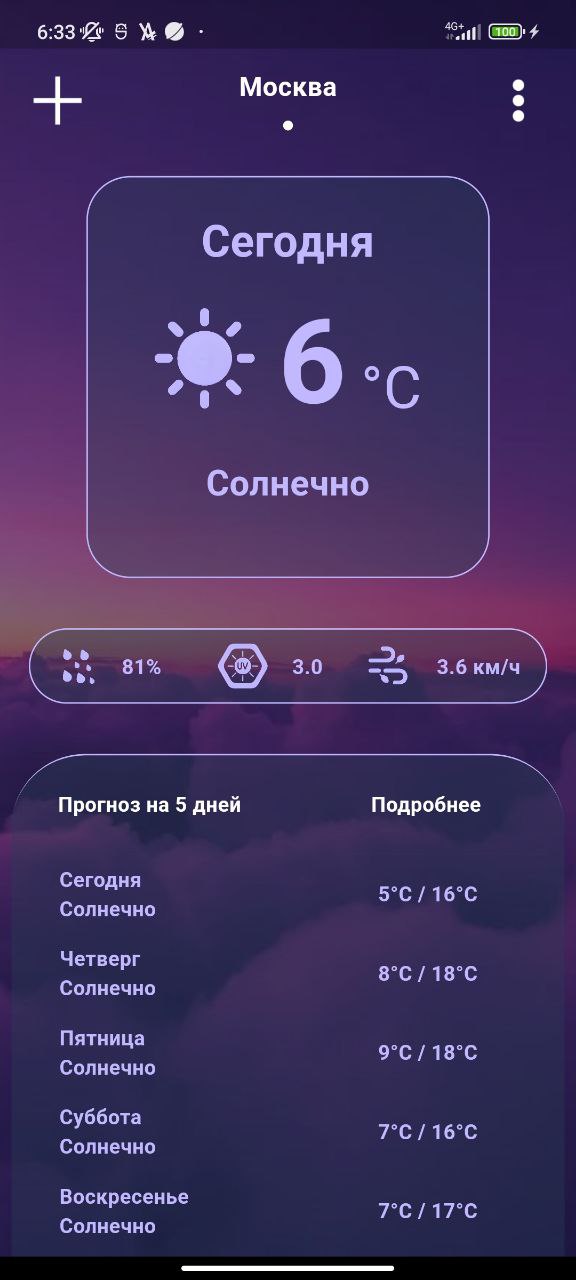 6:33
4G+
100
Москва
Сегодня
6 °C
Солнечно
81%
UV
3.0
3.6 км/ч
Прогноз на 5 дней
Подробнее
Сегодня
Солнечно
5°C / 16°C
Четверг
Солнечно
8°C / 18°C
Пятница
Солнечно
9°C / 18°C
Суббота
Солнечно
7°C / 16°C
Воскресенье
Солнечно
7°C / 17°C